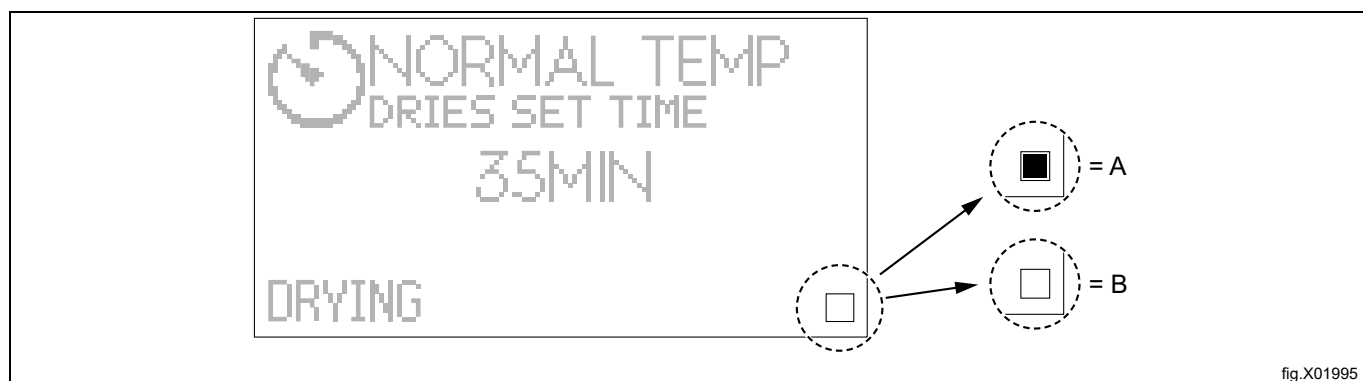 NORMAL TEMP
DRIES SET TIME
35MIN
DRYING
= A
= B
fig.X01995